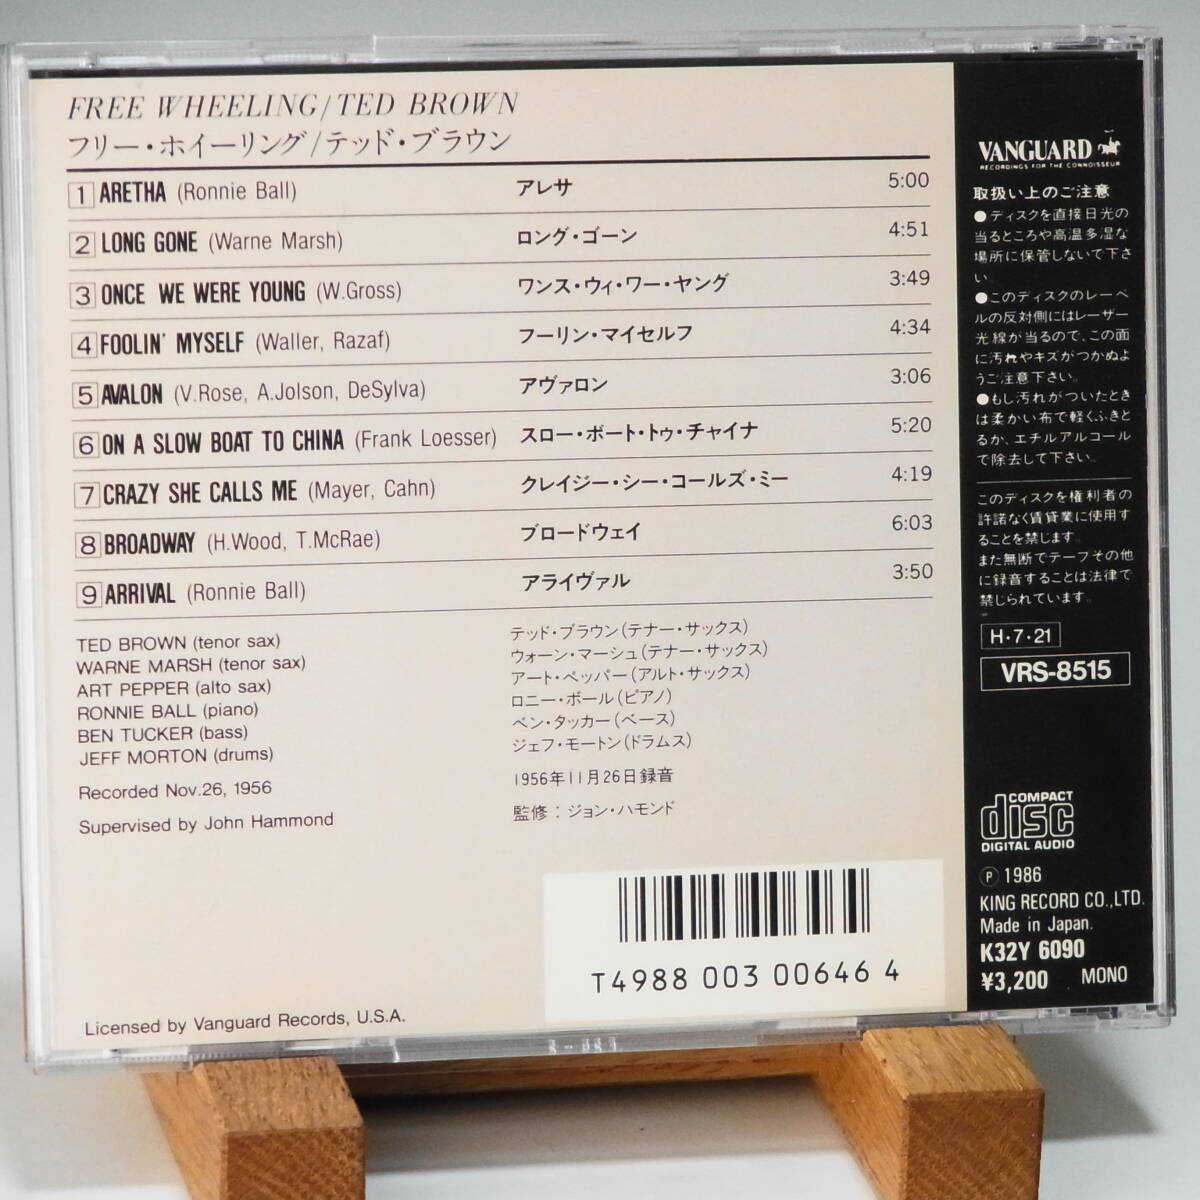 FREE WHEELING/TED BROWN
フリー・ホイーリング/テッド・ブラウン
1 ARETHA (Ronnie Ball) アレサ 5:00
2 LONG GONE (Warne Marsh) ロング・ゴーン 4:51
3 ONCE WE WERE YOUNG (W.Gross) ワンス・ウィ・ワー・ヤング 3:49
4 FOOLIN' MYSELF (Waller, Razaf) フーリン・マイセルフ 4:34
5 AVALON (V.Rose, A.Jolson, DeSylva) アヴァロン 3:06
6 ON A SLOW BOAT TO CHINA (Frank Loesser) スロー・ボート・トゥ・チャイナ 5:20
7 CRAZY SHE CALLS ME (Mayer, Cahn) クレイジー・シー・コールズ・ミー 4:19
8 BROADWAY (H.Wood, T.McRae) ブロードウェイ 6:03
9 ARRIVAL (Ronnie Ball) アライヴァル 3:50
TED BROWN (tenor sax) テッド・ブラウン(テナー・サックス)
WARNE MARSH (tenor sax) ウォーン・マーシュ(テナー・サックス)
ART PEPPER (alto sax) アート・ペッパー(アルト・サックス)
RONNIE BALL (piano) ロニー・ボール(ピアノ)
BEN TUCKER (bass) ベン・タッカー(ベース)
JEFF MORTON (drums) ジェフ・モートン(ドラムス)
Recorded Nov.26, 1956 1956年11月26日録音
Supervised by John Hammond 監修:ジョン・ハモンド
T4988 003 00646 4
Licensed by Vanguard Records, U.S.A.
VANGUARD
RECORDINGS FOR THE CONNOISSEUR
取扱い上のご注意
●ディスクを直接日光の
当るところや高温多湿な
場所に保管しないで下さ
い
●このディスクのレーベ
ルの反対側にはレーザー
光線が当るので、この面
に汚れやキズがつかぬよ
うご注意下さい。
●もし汚れがついたとき
は柔かい布で軽くふきと
るか、エチルアルコール
で除去して下さい。
このディスクを権利者の
許諾なく賃貸業に使用す
ることを禁じます。
また無断でテープその他
に録音することは法律で
禁じられています。
H・7・21
VRS-8515
COMPACT
disc
DIGITAL AUDIO
Ⓟ 1986
KING RECORD CO.,LTD.
Made in Japan.
K32Y 6090
¥3,200 MONO